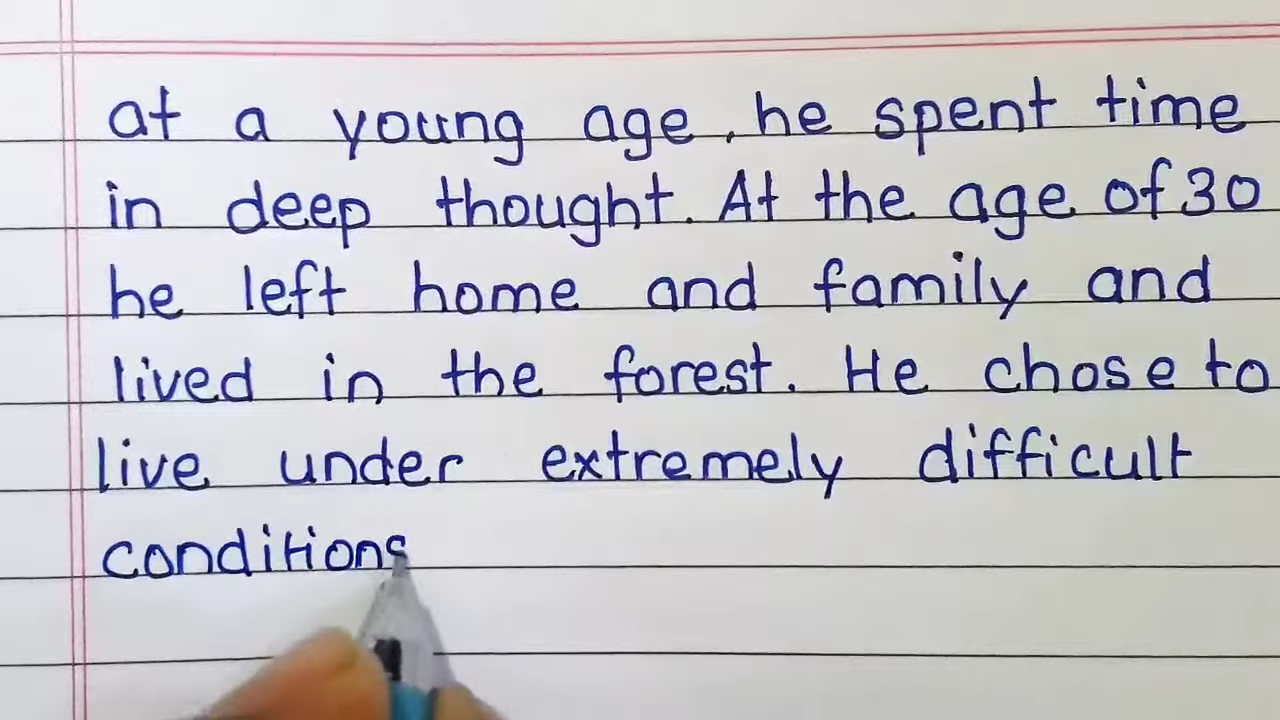 at a young age, he spent time
in deep thought. At the age of 30
he left home and family and
lived in the forest. He chose to
live under extremely difficult
conditions